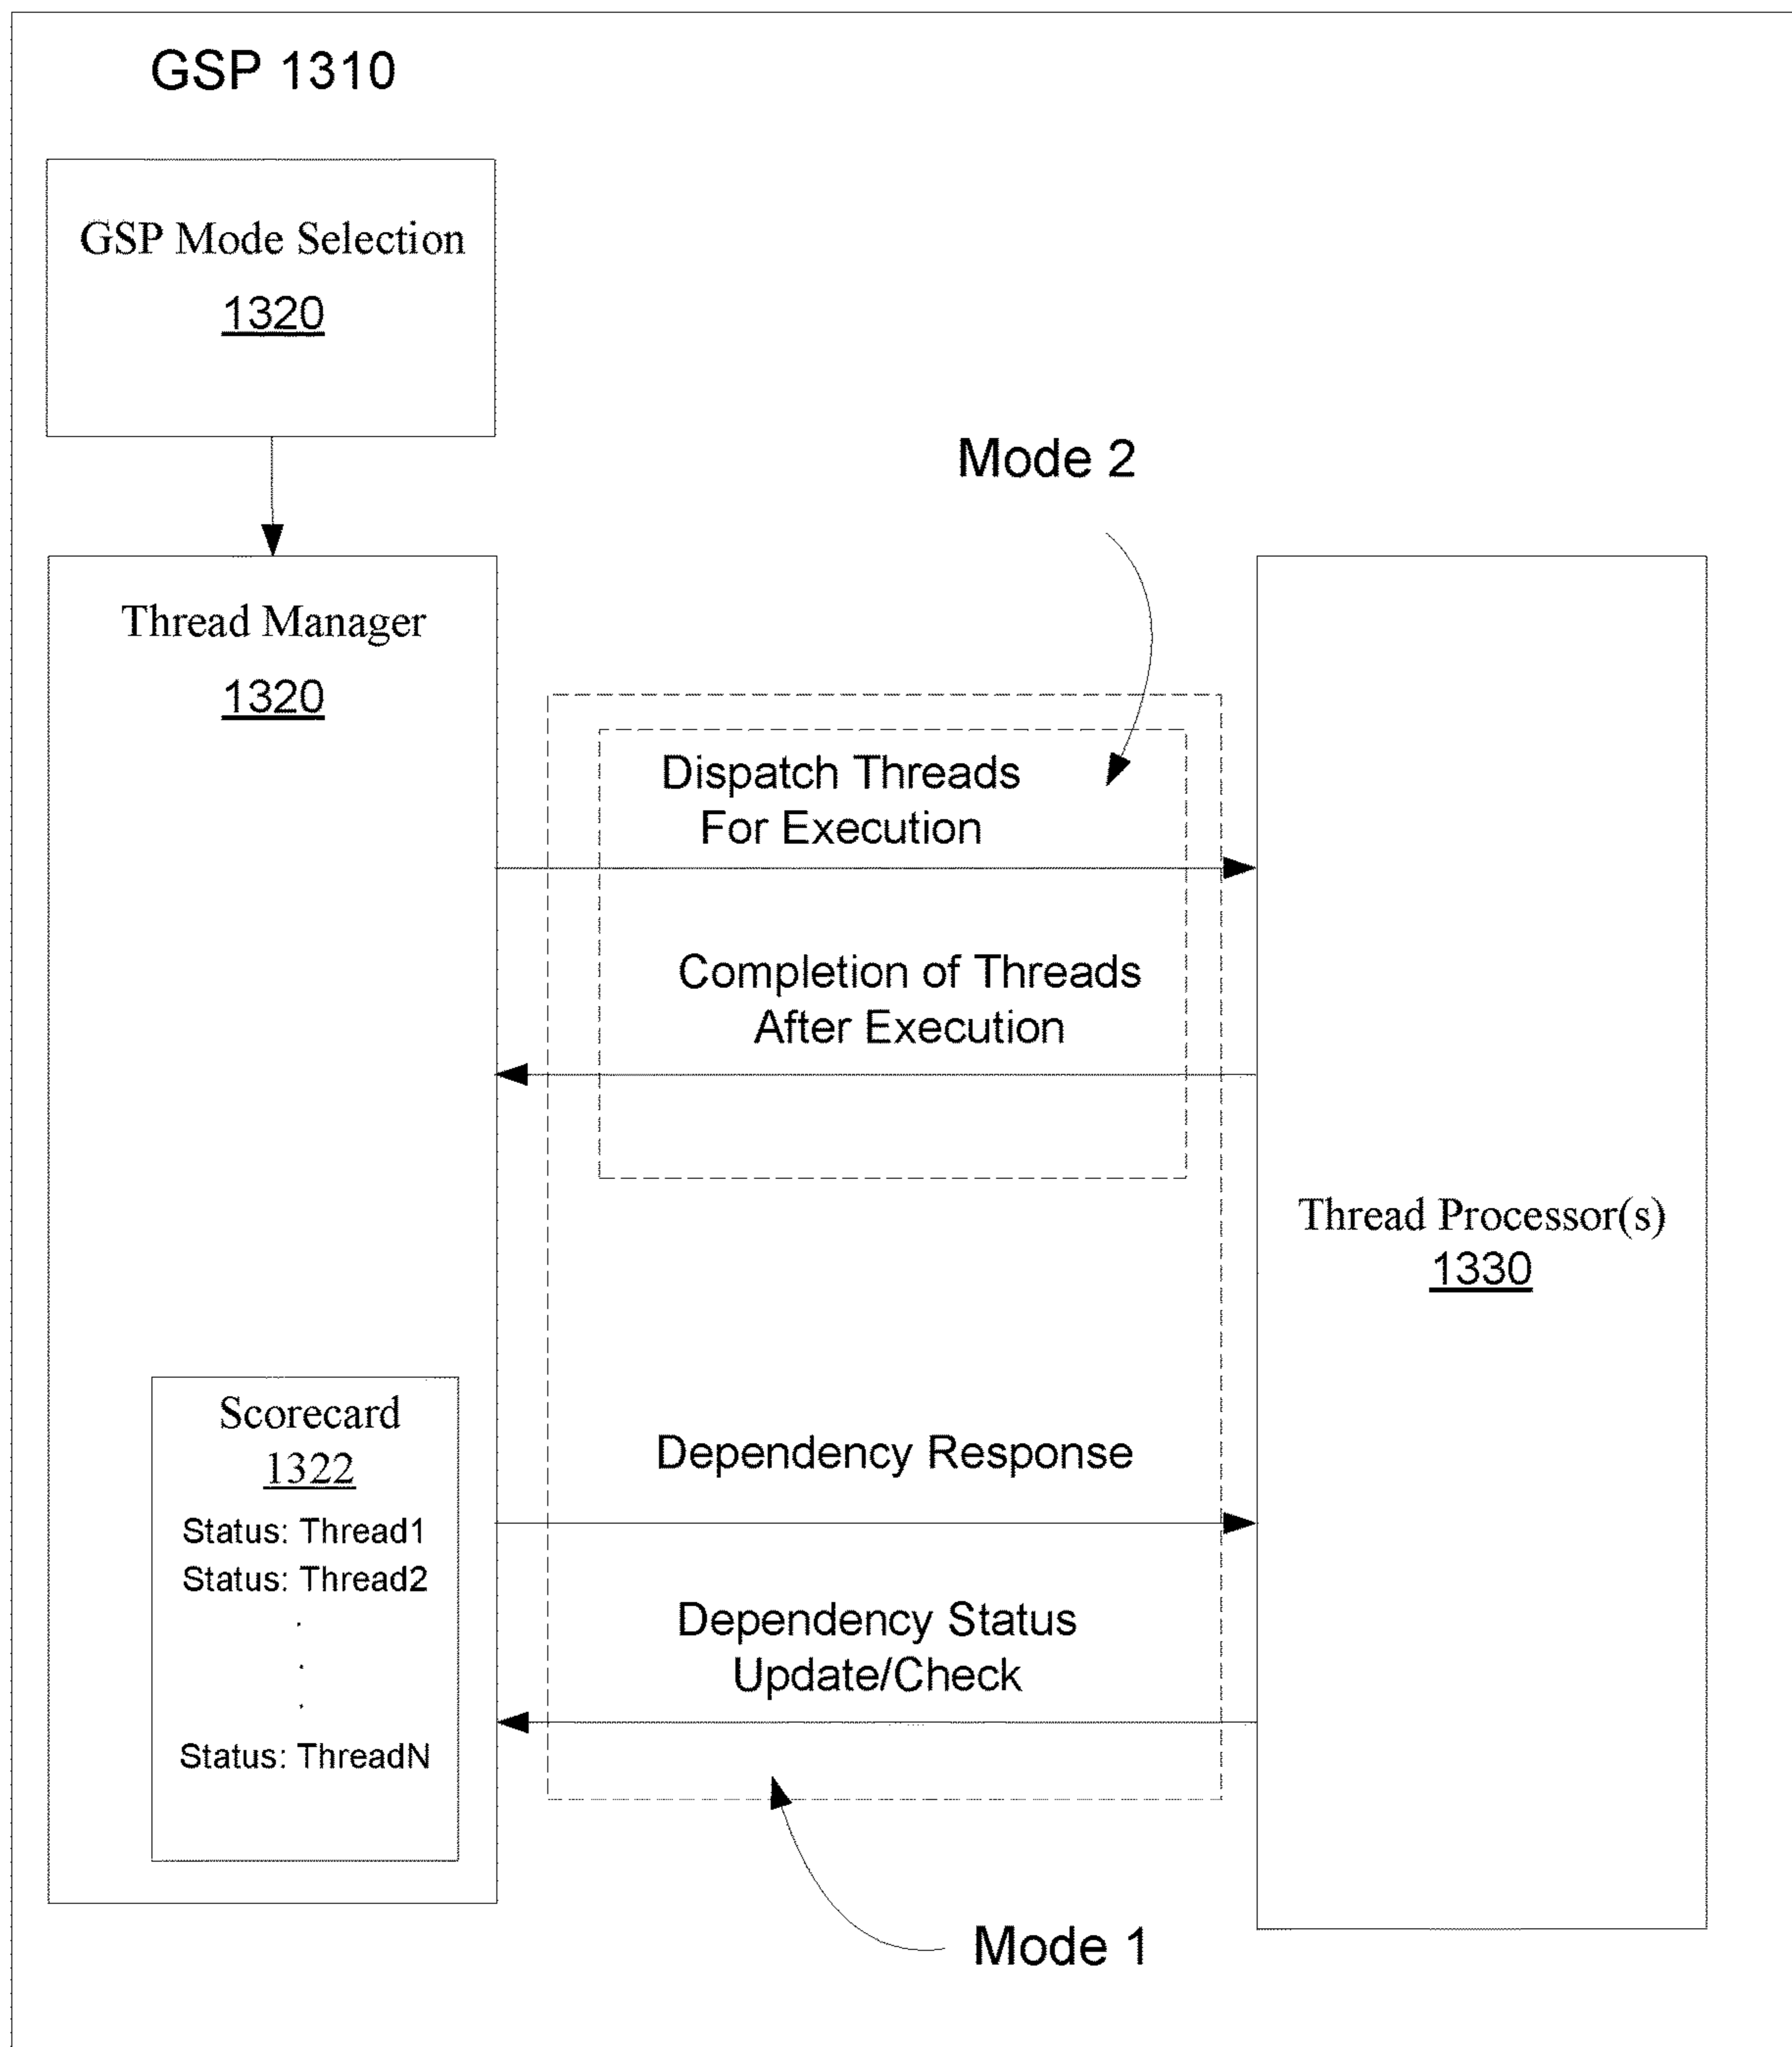 GSP 1310
GSP Mode Selection
1320
Mode 2
Thread Manager
1320
Dispatch Threads
For Execution
Completion of Threads
After Execution
Thread Processor(s)
1330
Scorecard
1322
Status: Thread1
Status: Thread2
.
.
.
Status: ThreadN
Dependency Response
Dependency Status
Update/Check
Mode 1